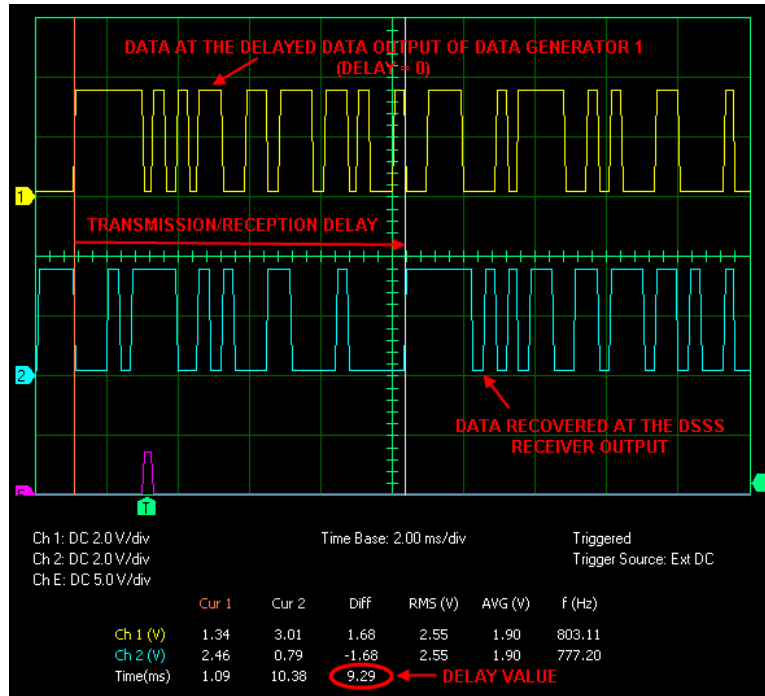 DATA AT THE DELAYED DATA OUTPUT OF DATA GENERATOR 1
(DELAY = 0)
1
TRANSMISSION/RECEPTION DELAY
2
DATA RECOVERED AT THE DSSS
RECEIVER OUTPUT
E
T
Ch 1: DC 2.0 V/div Time Base: 2.00 ms/div Triggered
Ch 2: DC 2.0 V/div Trigger Source: Ext DC
Ch E: DC 5.0 V/div
Cur 1 Cur 2 Diff RMS (V) AVG (V) f (Hz)
Ch 1 (V) 1.34 3.01 1.68 2.55 1.90 803.11
Ch 2 (V) 2.46 0.79 -1.68 2.55 1.90 777.20
Time(ms) 1.09 10.38 9.29 DELAY VALUE